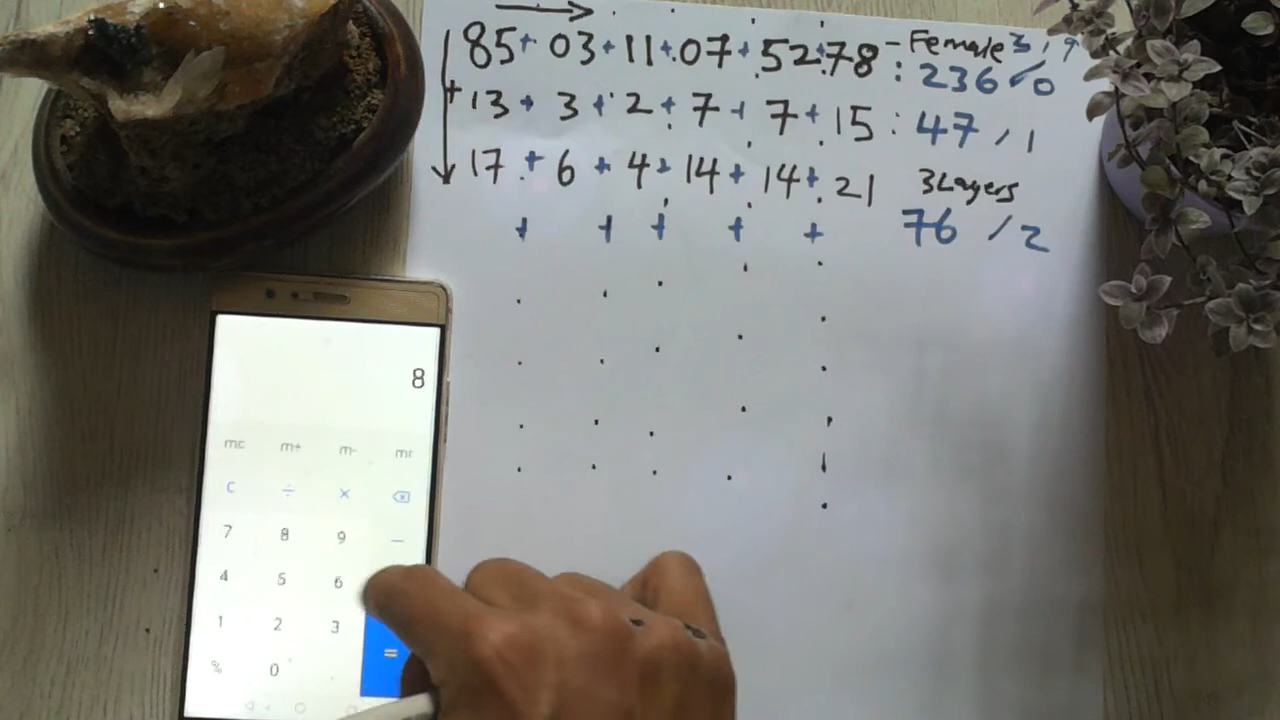 85+ 03+11+07+52+78 - Female 3, 9
: 236 / 0
+ 13 + 3 + 2 + 7 + 7 + 15 : 47 / 1
17 + 6 + 4 + 14 + 14 + 21 3 Layers
+ + + + + 76 / 2
8
mc m+ m- mr
C ÷ ×
7 8 9 −
4 5 6
1 2 3
% 0 . =